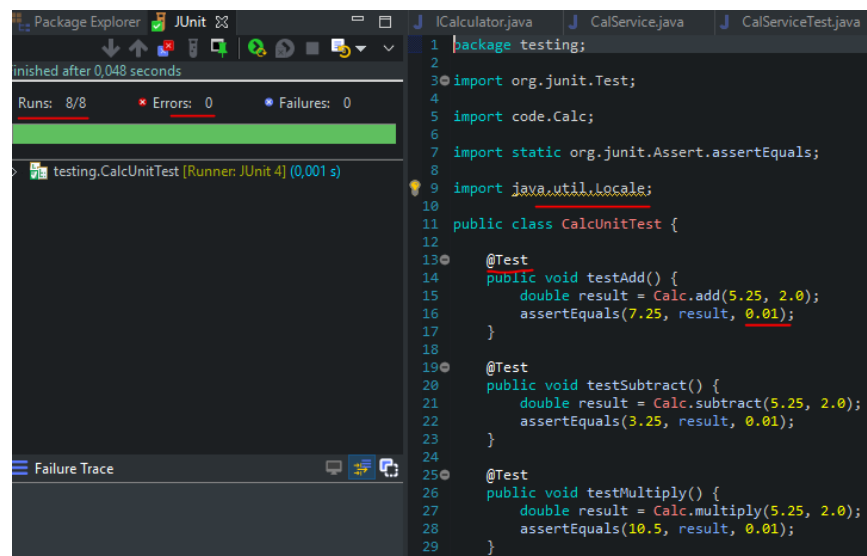 Package Explorer
JUnit
inished after 0,048 seconds
Runs: 8/8
Errors: 0
Failures: 0
testing.CalcUnitTest [Runner: JUnit 4] (0,001 s)
Failure Trace
ICalculator.java
CalService.java
CalServiceTest.java
1 package testing;
2
3 import org.junit.Test;
4
5 import code.Calc;
6
7 import static org.junit.Assert.assertEquals;
8
9 import java.util.Locale;
10
11 public class CalcUnitTest {
12
13 @Test
14 public void testAdd() {
15 double result = Calc.add(5.25, 2.0);
16 assertEquals(7.25, result, 0.01);
17 }
18
19 @Test
20 public void testSubtract() {
21 double result = Calc.subtract(5.25, 2.0);
22 assertEquals(3.25, result, 0.01);
23 }
24
25 @Test
26 public void testMultiply() {
27 double result = Calc.multiply(5.25, 2.0);
28 assertEquals(10.5, result, 0.01);
29 }